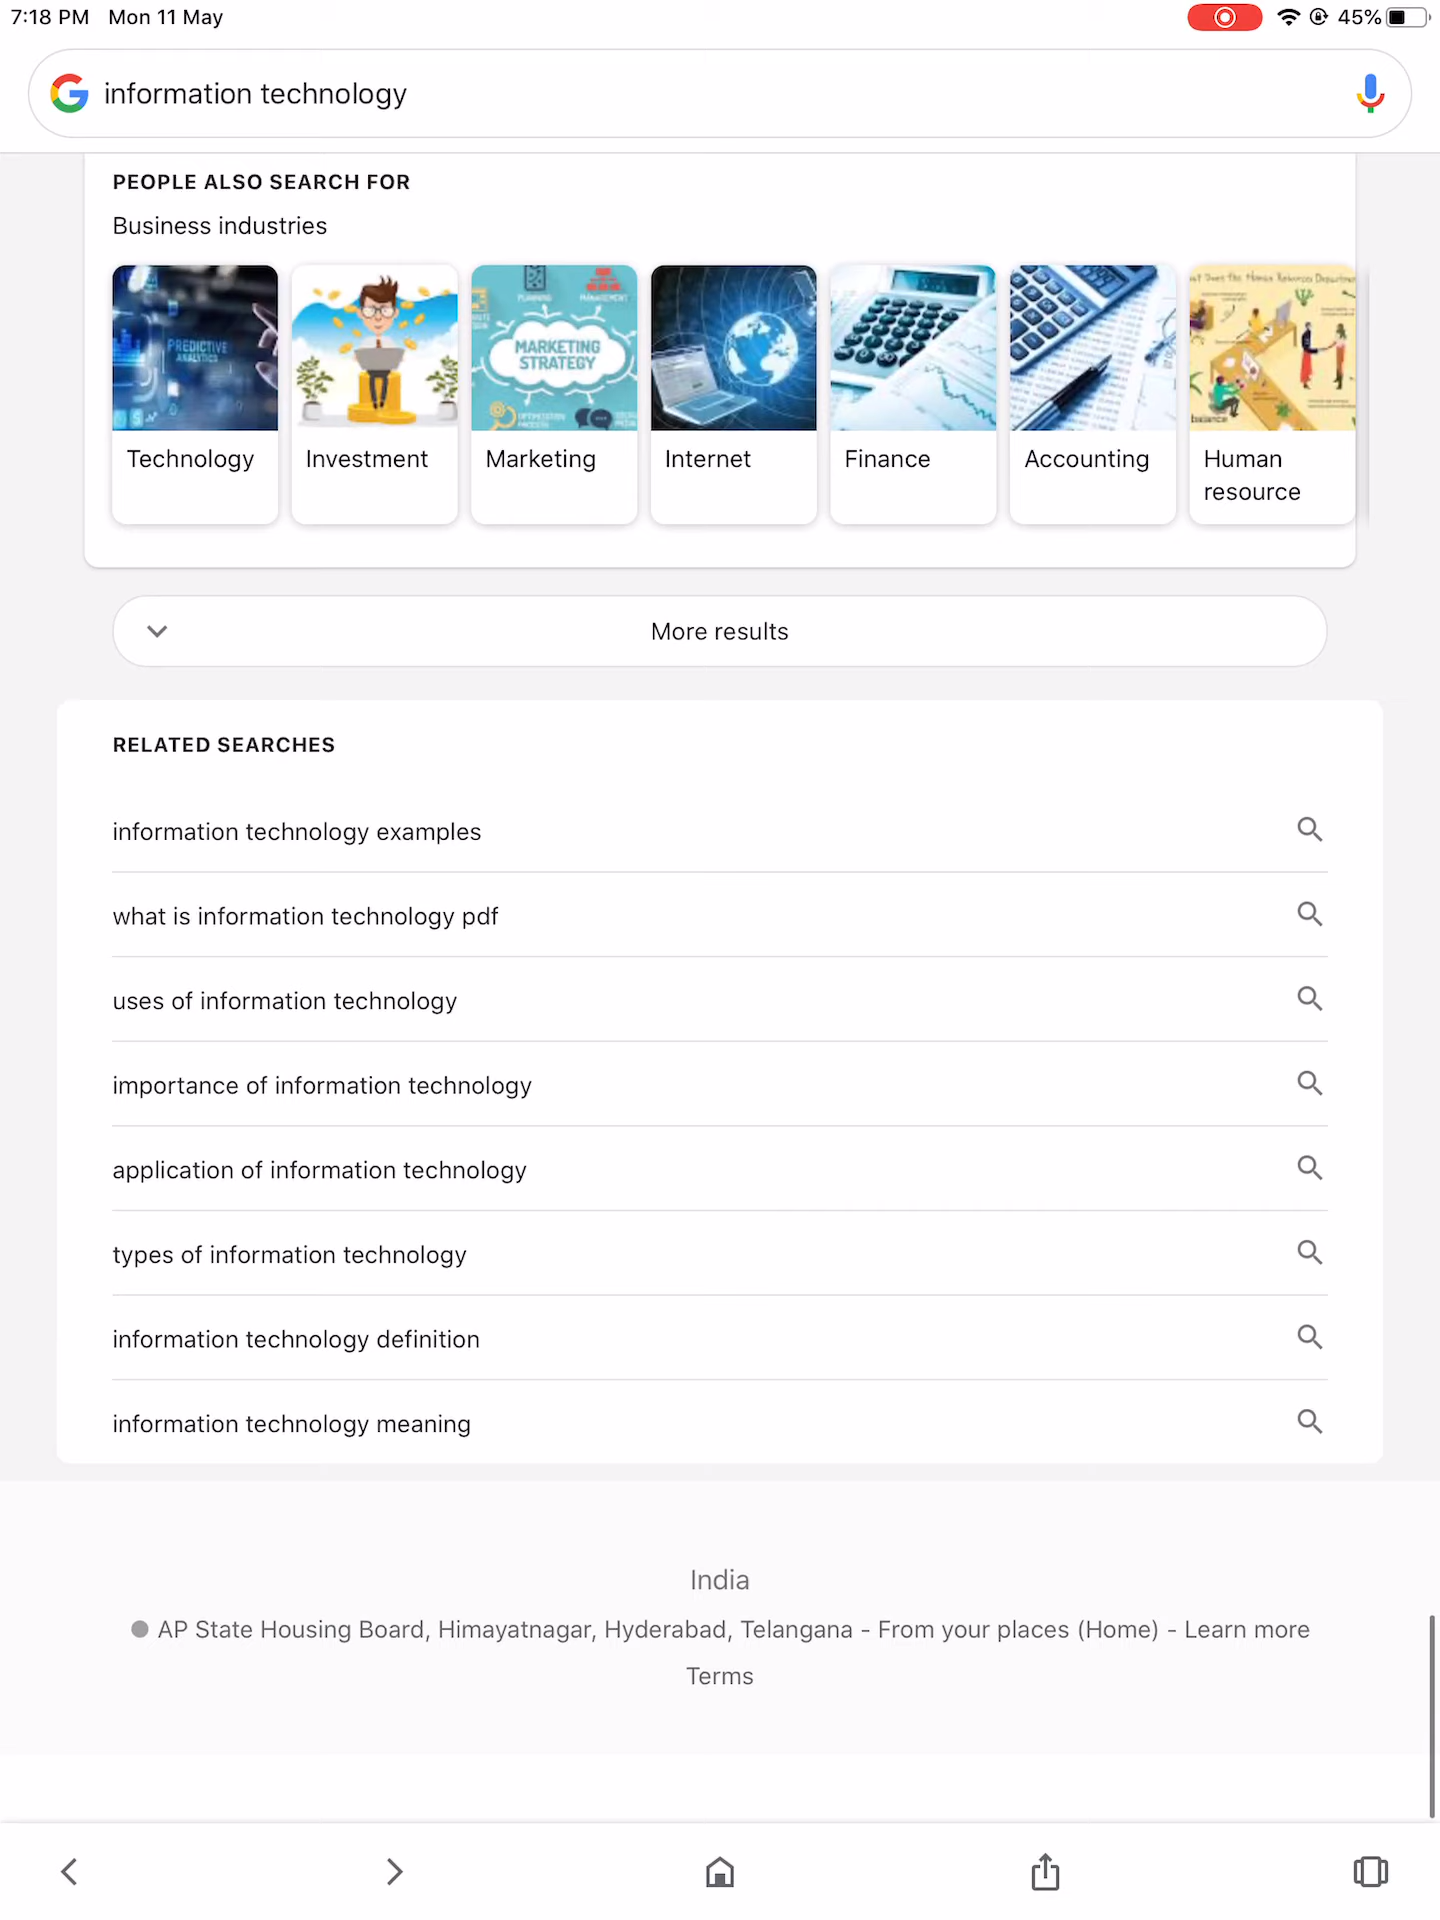 7:18 PM Mon 11 May
45%
information technology
PEOPLE ALSO SEARCH FOR
Business industries
PREDICTIVE
ANALYTICS
PLANNING
MANAGEMENT
MARKETING
STRATEGY
Technology
Investment
Marketing
Internet
Finance
Accounting
Human
resource
More results
RELATED SEARCHES
information technology examples
what is information technology pdf
uses of information technology
importance of information technology
application of information technology
types of information technology
information technology definition
information technology meaning
India
AP State Housing Board, Himayatnagar, Hyderabad, Telangana - From your places (Home) - Learn more
Terms